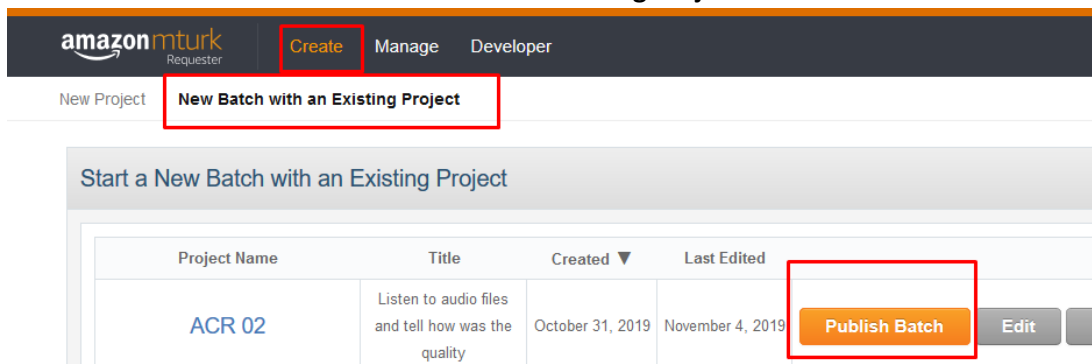 amazon mturk
Requester
Create Manage Developer
New Project New Batch with an Existing Project
Start a New Batch with an Existing Project
Project Name Title Created ▼ Last Edited
Listen to audio files
ACR 02 and tell how was the October 31, 2019 November 4, 2019 Publish Batch Edit
quality